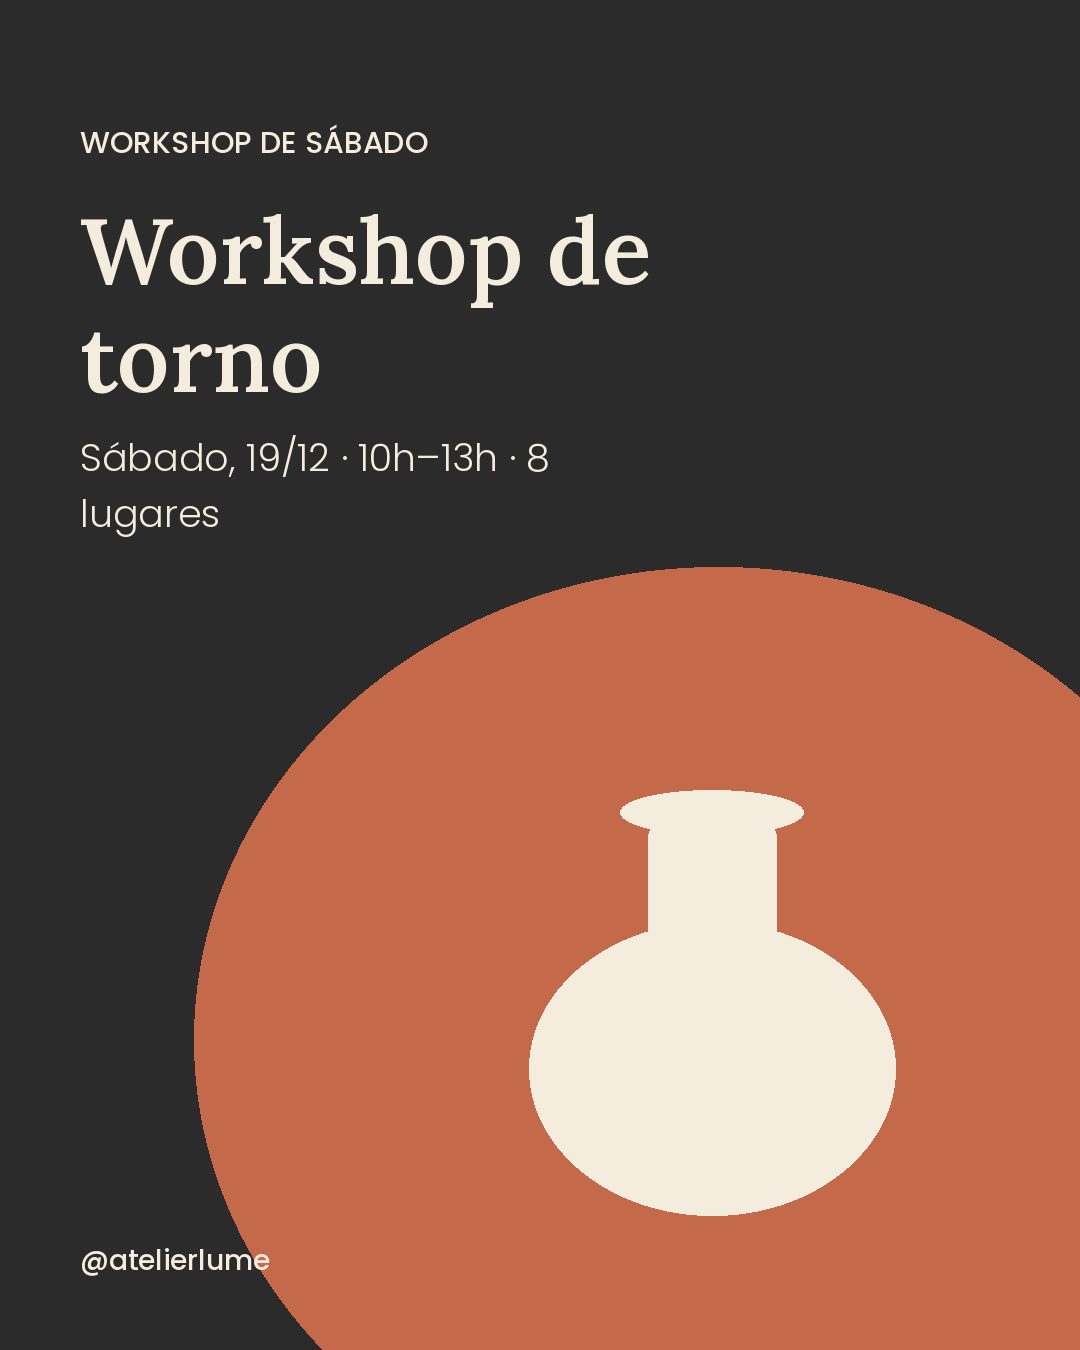 WORKSHOP DE SÁBADO
Workshop de
torno
Sábado, 19/12 · 10h–13h · 8
lugares
@atelierlume